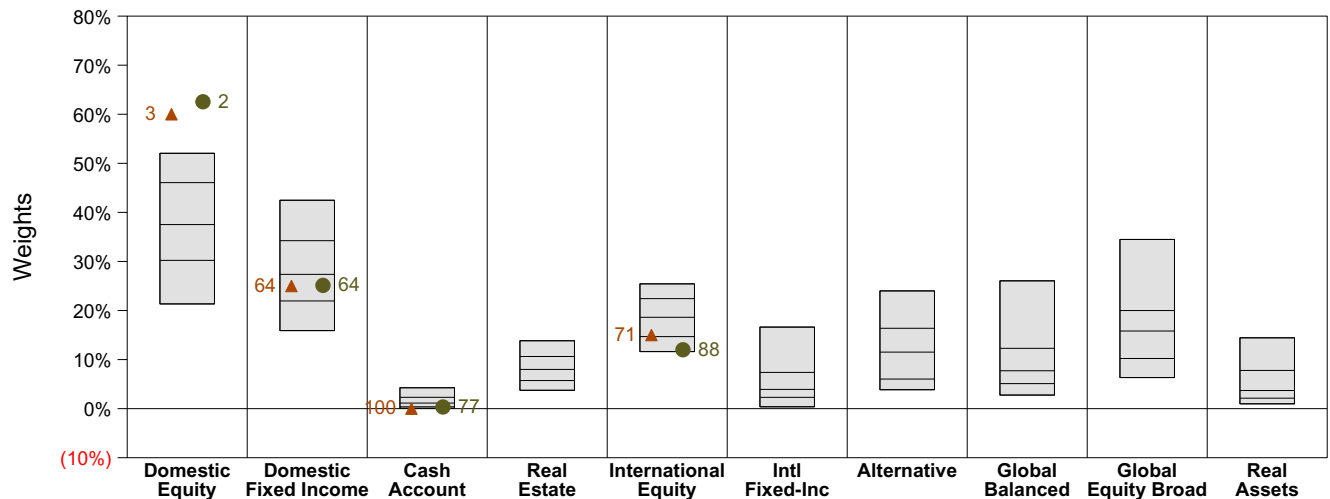 80%
70%
60%
50%
40%
30%
20%
10%
0%
(10%)
Weights
3
2
64
64
100
77
71
88
Domestic
Equity
Domestic
Fixed Income
Cash
Account
Real
Estate
International
Equity
Intl
Fixed-Inc
Alternative
Global
Balanced
Global
Equity Broad
Real
Assets